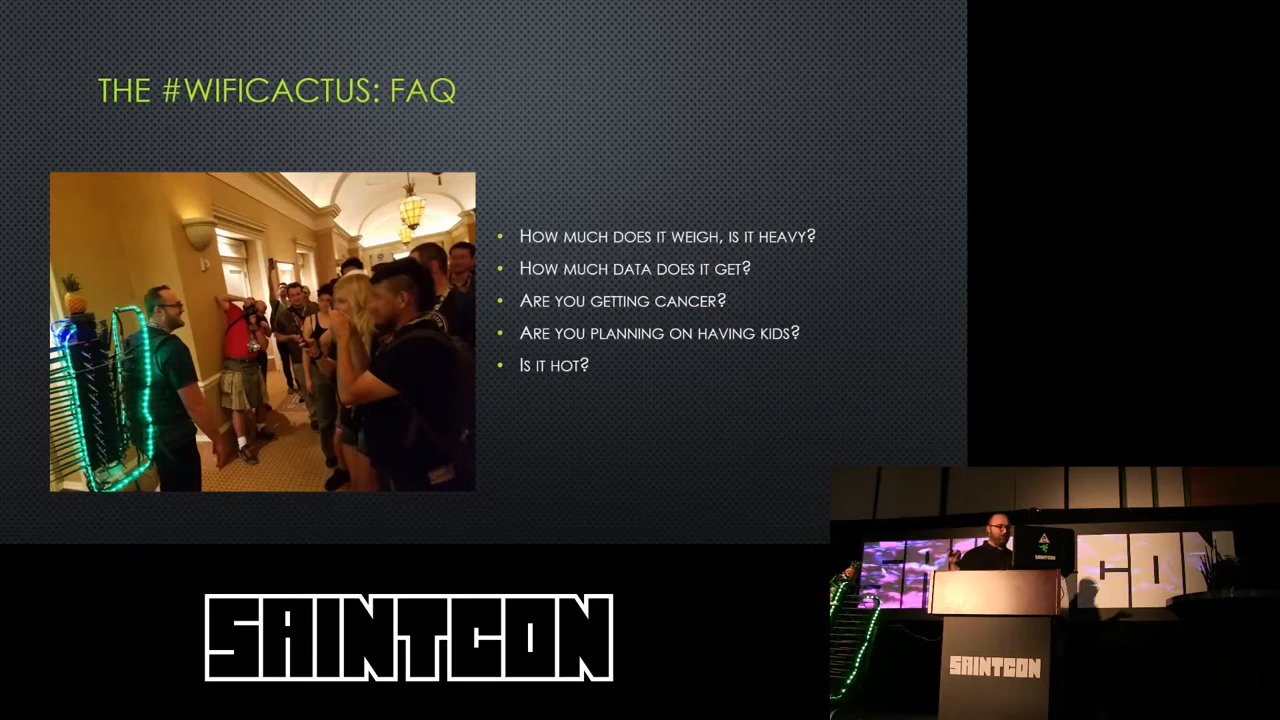 THE #WIFICACTUS: FAQ
• HOW MUCH DOES IT WEIGH, IS IT HEAVY?
• HOW MUCH DATA DOES IT GET?
• ARE YOU GETTING CANCER?
• ARE YOU PLANNING ON HAVING KIDS?
• IS IT HOT?
SAINTCON
SAINTCON
SAINTCON